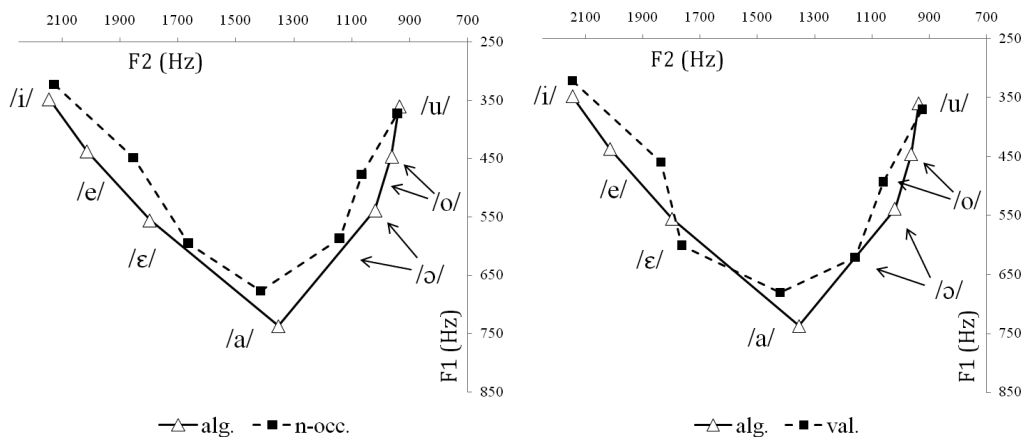 2100 1900 1700 1500 1300 1100 900 700
F2 (Hz)
250
350
450
550
650
750
850
F1 (Hz)
/i/
/e/
/ɛ/
/a/
/u/
/o/
/ə/
alg. n-occ.
2100 1900 1700 1500 1300 1100 900 700
F2 (Hz)
250
350
450
550
650
750
850
F1 (Hz)
/i/
/e/
/ɛ/
/a/
/u/
/o/
/ə/
alg. val.